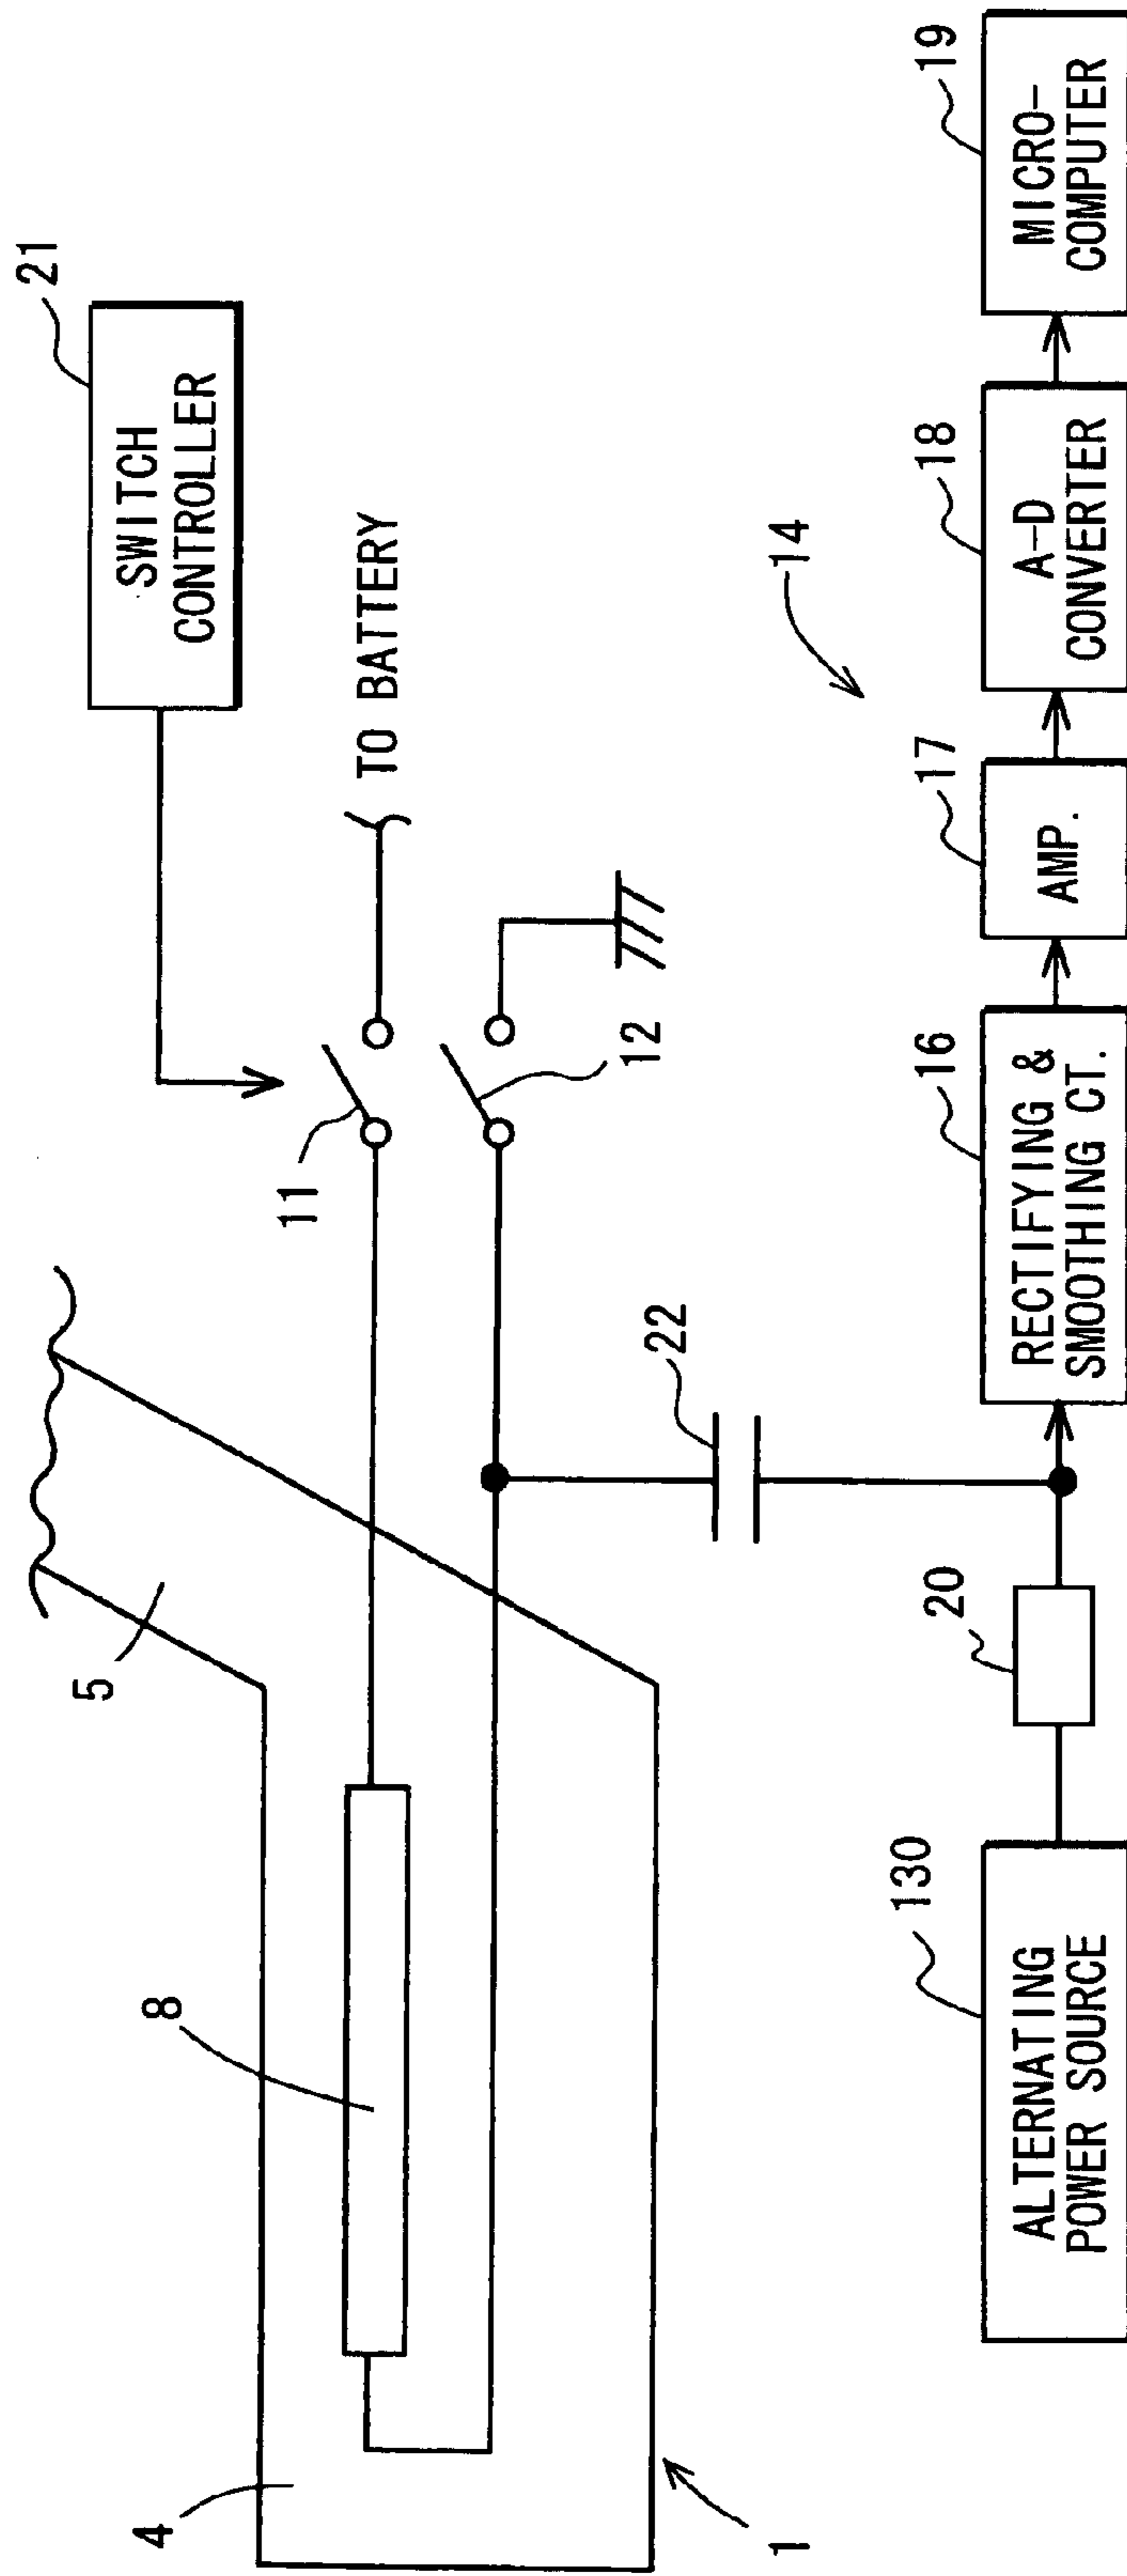 21
SWITCH
CONTROLLER
5
11
TO BATTERY
8
12
4
22
14
1
130
20
16
17
18
19
ALTERNATING
POWER SOURCE
RECTIFYING &
SMOOTHING CT.
AMP.
A-D
CONVERTER
MICRO-
COMPUTER